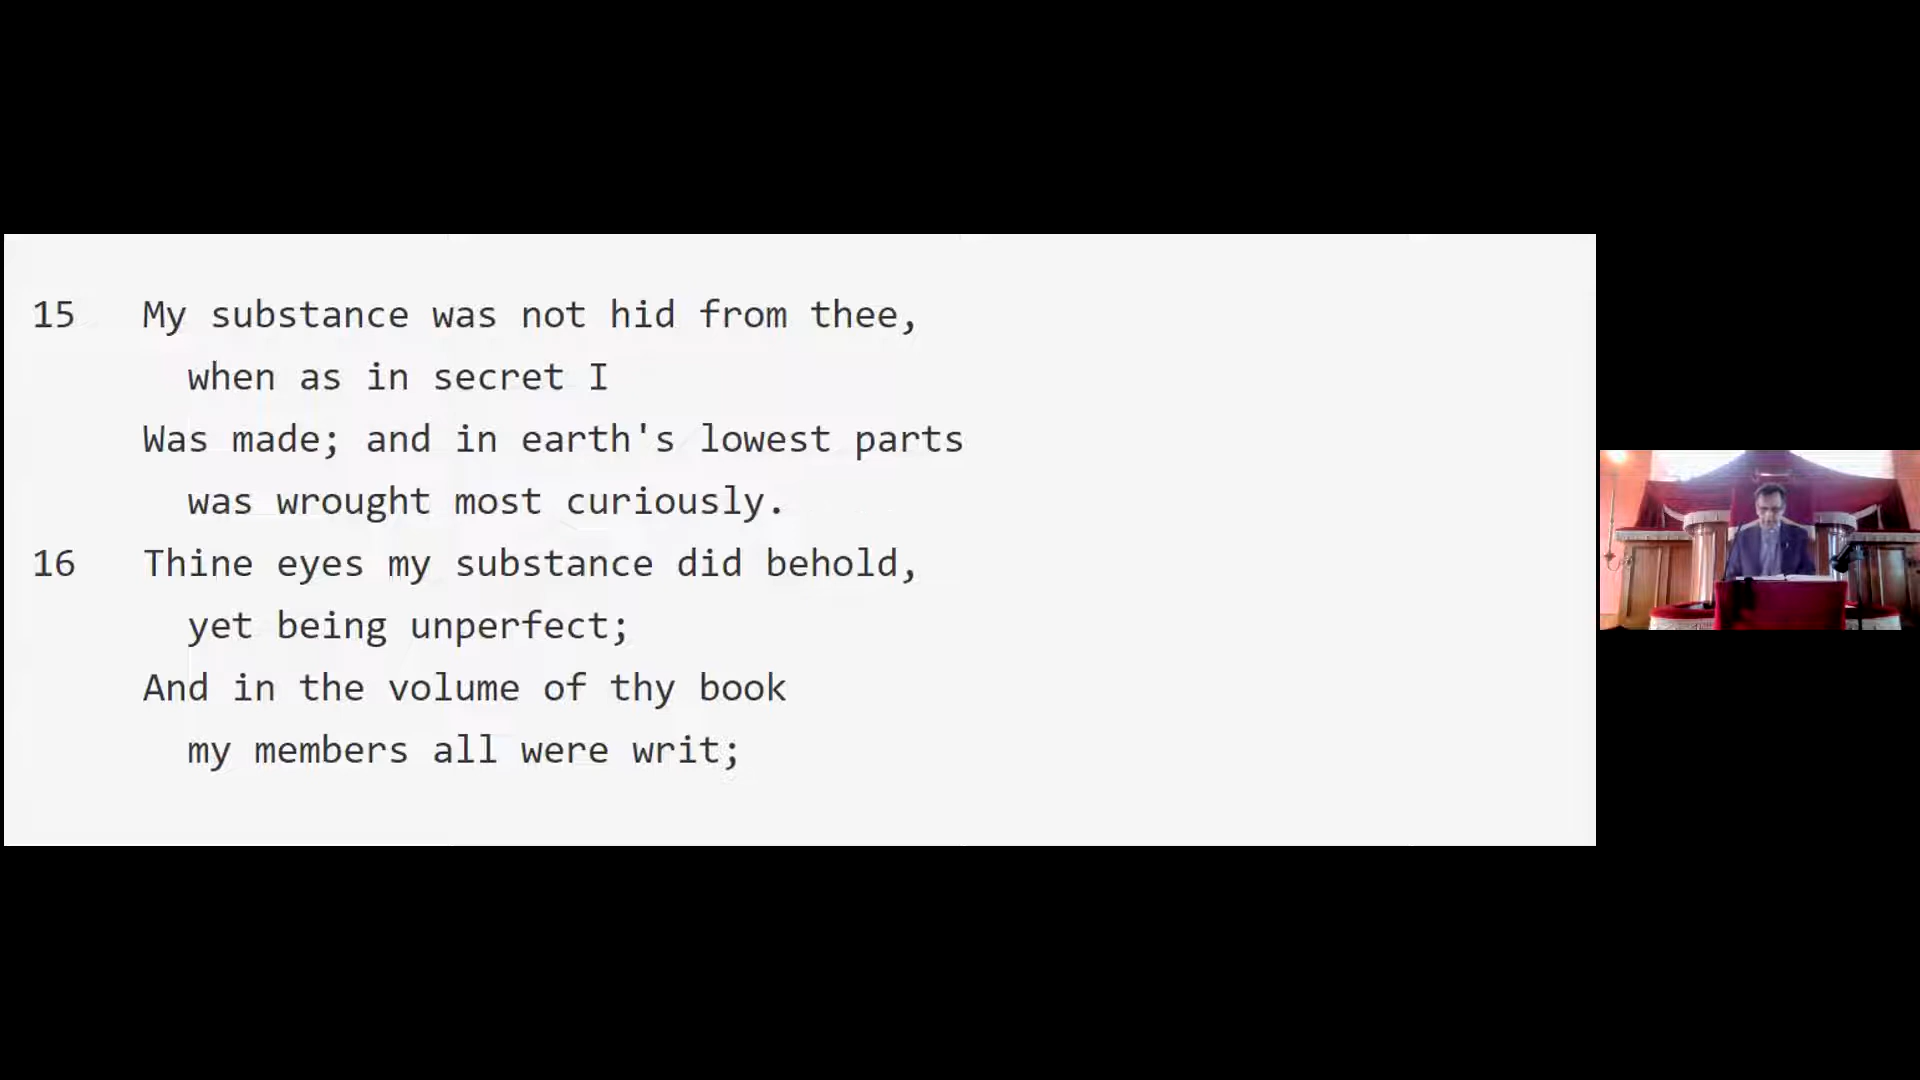 15 My substance was not hid from thee,
when as in secret I
Was made; and in earth's lowest parts
was wrought most curiously.
16 Thine eyes my substance did behold,
yet being unperfect;
And in the volume of thy book
my members all were writ;